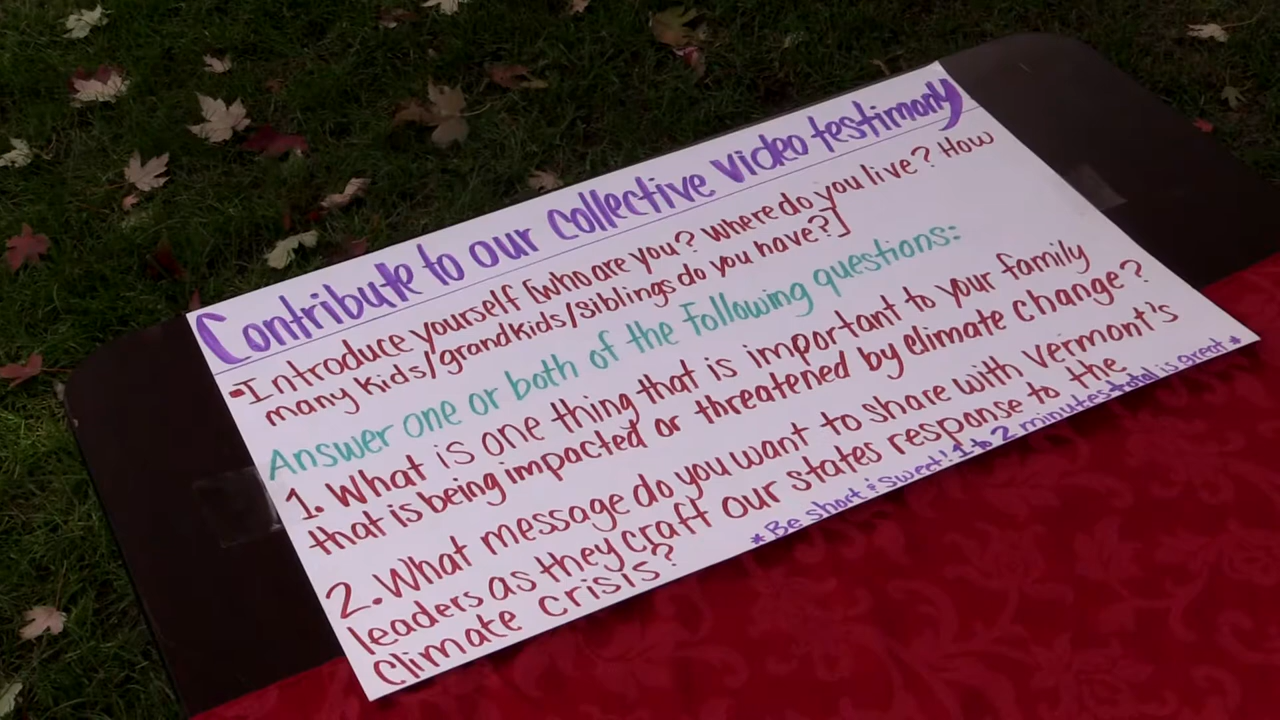 Contribute to our collective video testimony
•Introduce yourself [who are you? Where do you live? How
many kids/grandkids/siblings do you have?]
Answer one or both of the following questions:
1. What is one thing that is important to your family
that is being impacted or threatened by climate change?
2. What message do you want to share with Vermont's
leaders as they craft our states response to the
climate crisis?
*Be short & sweet! 1 to 2 minutes total is great*